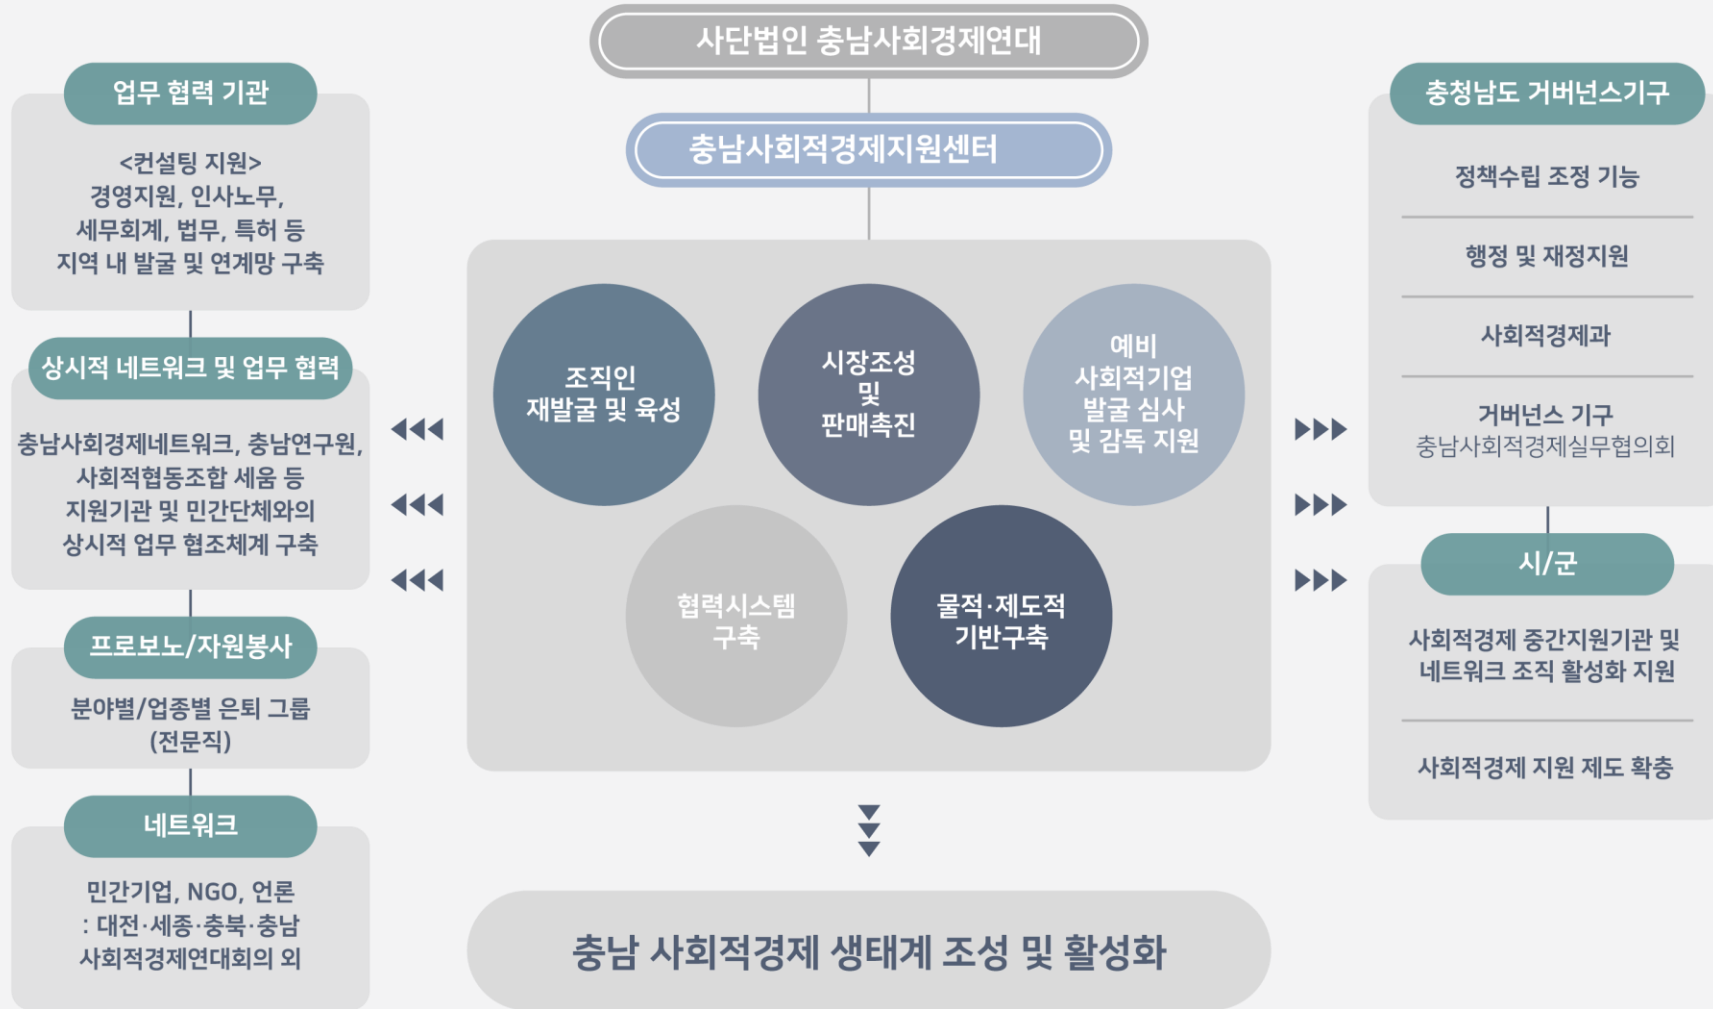 사단법인 충남사회경제연대
충남사회적경제지원센터
업무 협력 기관
<컨설팅 지원>
경영지원, 인사노무,
세무회계, 법무, 특허 등
지역 내 발굴 및 연계망 구축
상시적 네트워크 및 업무 협력
충남사회경제네트워크, 충남연구원,
사회적협동조합 세움 등
지원기관 및 민간단체와의
상시적 업무 협조체계 구축
프로보노/자원봉사
분야별/업종별 은퇴 그룹
(전문직)
네트워크
민간기업, NGO, 언론
: 대전·세종·충북·충남
사회적경제연대회의 외
조직인
재발굴 및 육성
시장조성
및
판매촉진
예비
사회적기업
발굴 심사
및 감독 지원
협력시스템
구축
물적·제도적
기반구축
충남 사회적경제 생태계 조성 및 활성화
충청남도 거버넌스기구
정책수립 조정 기능
행정 및 재정지원
사회적경제과
거버넌스 기구
충남사회적경제실무협의회
시/군
사회적경제 중간지원기관 및
네트워크 조직 활성화 지원
사회적경제 지원 제도 확충